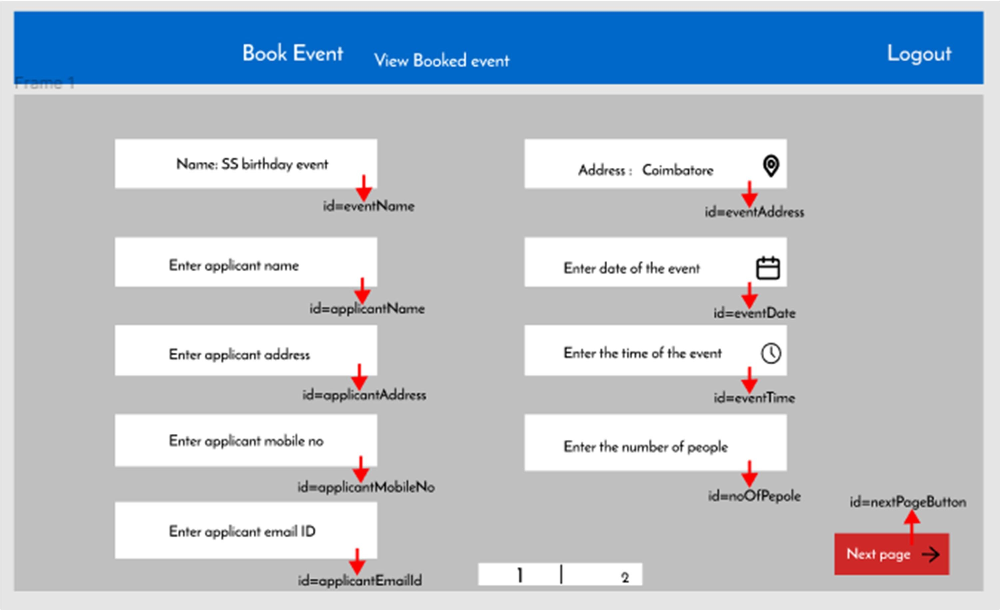 Book Event
View Booked event
Logout
Frame 1
Name: SS birthday event
Address : Coimbatore
id=eventName
id=eventAddress
Enter applicant name
Enter date of the event
id=applicantName
id=eventDate
Enter applicant address
Enter the time of the event
id=applicantAddress
id=eventTime
Enter applicant mobile no
Enter the number of people
id=applicantMobileNo
id=noOfPepole
id=nextPageButton
Enter applicant email ID
Next page
id=applicantEmailId
1 | 2